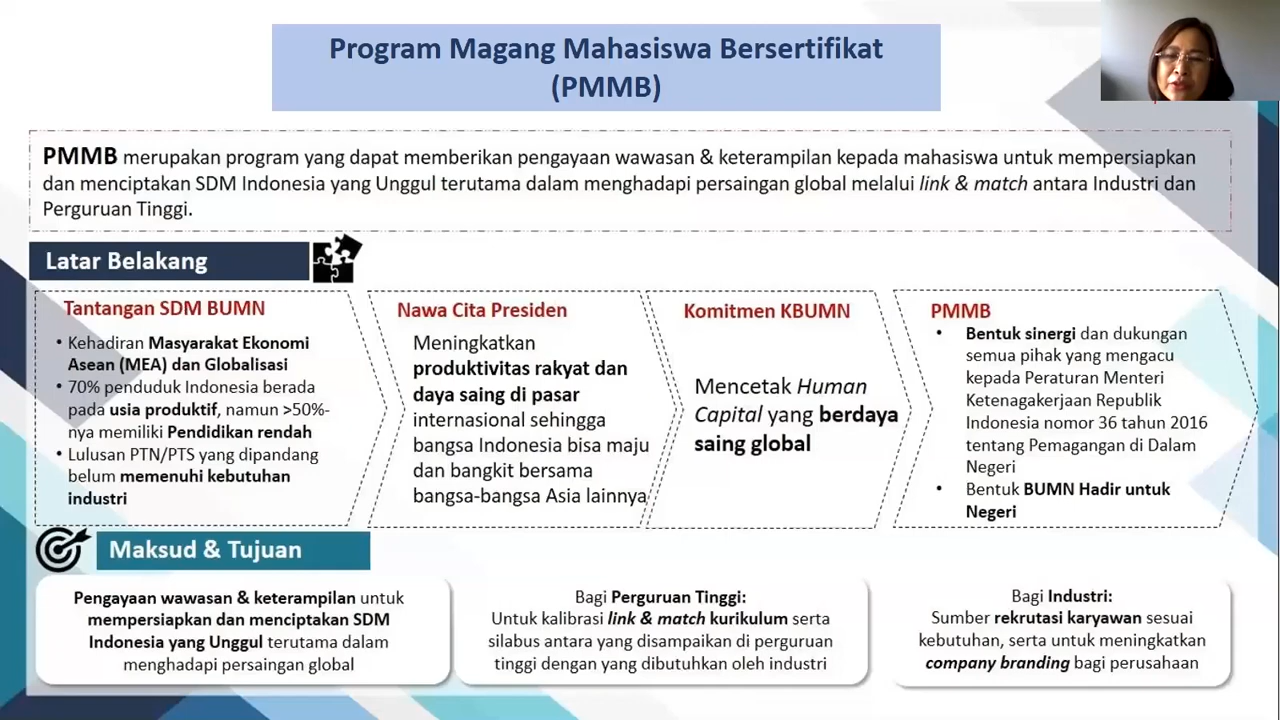 Program Magang Mahasiswa Bersertifikat
(PMMB)
PMMB merupakan program yang dapat memberikan pengayaan wawasan & keterampilan kepada mahasiswa untuk mempersiapkan
dan menciptakan SDM Indonesia yang Unggul terutama dalam menghadapi persaingan global melalui link & match antara Industri dan
Perguruan Tinggi.
Latar Belakang
Tantangan SDM BUMN
• Kehadiran Masyarakat Ekonomi
Asean (MEA) dan Globalisasi
• 70% penduduk Indonesia berada
pada usia produktif, namun >50%-
nya memiliki Pendidikan rendah
• Lulusan PTN/PTS yang dipandang
belum memenuhi kebutuhan
industri
Nawa Cita Presiden
Meningkatkan
produktivitas rakyat dan
daya saing di pasar
internasional sehingga
bangsa Indonesia bisa maju
dan bangkit bersama
bangsa-bangsa Asia lainnya
Komitmen KBUMN
Mencetak Human
Capital yang berdaya
saing global
PMMB
• Bentuk sinergi dan dukungan
semua pihak yang mengacu
kepada Peraturan Menteri
Ketenagakerjaan Republik
Indonesia nomor 36 tahun 2016
tentang Pemagangan di Dalam
Negeri
• Bentuk BUMN Hadir untuk
Negeri
Maksud & Tujuan
Pengayaan wawasan & keterampilan untuk
mempersiapkan dan menciptakan SDM
Indonesia yang Unggul terutama dalam
menghadapi persaingan global
Bagi Perguruan Tinggi:
Untuk kalibrasi link & match kurikulum serta
silabus antara yang disampaikan di perguruan
tinggi dengan yang dibutuhkan oleh industri
Bagi Industri:
Sumber rekrutasi karyawan sesuai
kebutuhan, serta untuk meningkatkan
company branding bagi perusahaan